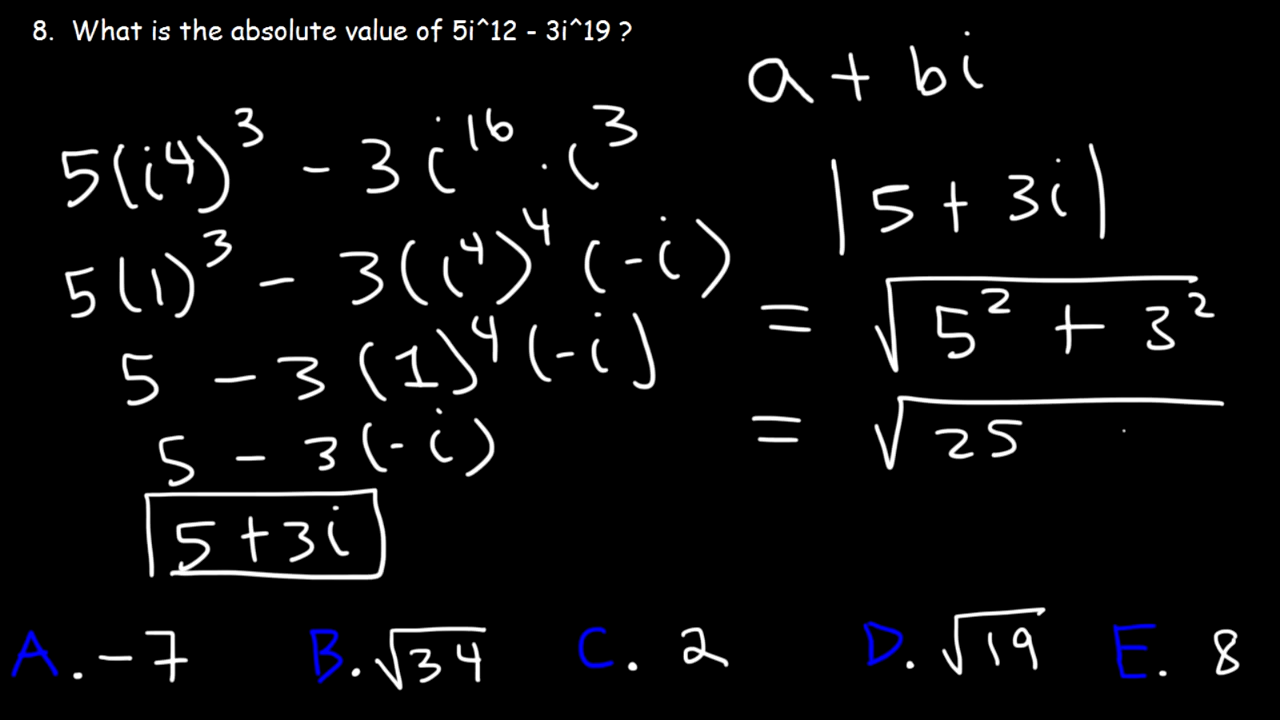 8. What is the absolute value of 5i^12 - 3i^19 ?
5(i⁴)³ - 3i¹⁶ · i³
5(1)³ - 3(i⁴)⁴(-i)
5 - 3(1)⁴(-i)
5 - 3(-i)
5 + 3i
a + bi
|5 + 3i|
= √5² + 3²
= √25
A. -7 B. √34 C. 2 D. √19 E. 8